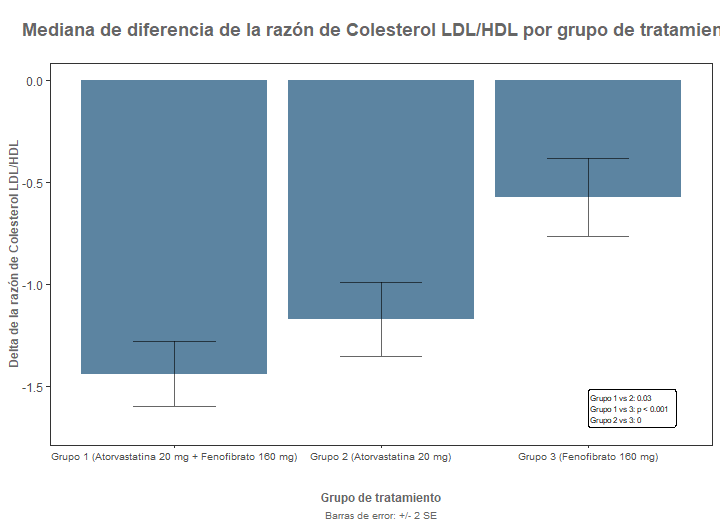 Mediana de diferencia de la razón de Colesterol LDL/HDL por grupo de tratamien
Delta de la razón de Colesterol LDL/HDL
0.0
-0.5
-1.0
-1.5
Grupo 1 vs 2: 0.03
Grupo 1 vs 3: p < 0.001
Grupo 2 vs 3: 0
Grupo 1 (Atorvastatina 20 mg + Fenofibrato 160 mg)
Grupo 2 (Atorvastatina 20 mg)
Grupo 3 (Fenofibrato 160 mg)
Grupo de tratamiento
Barras de error: +/- 2 SE